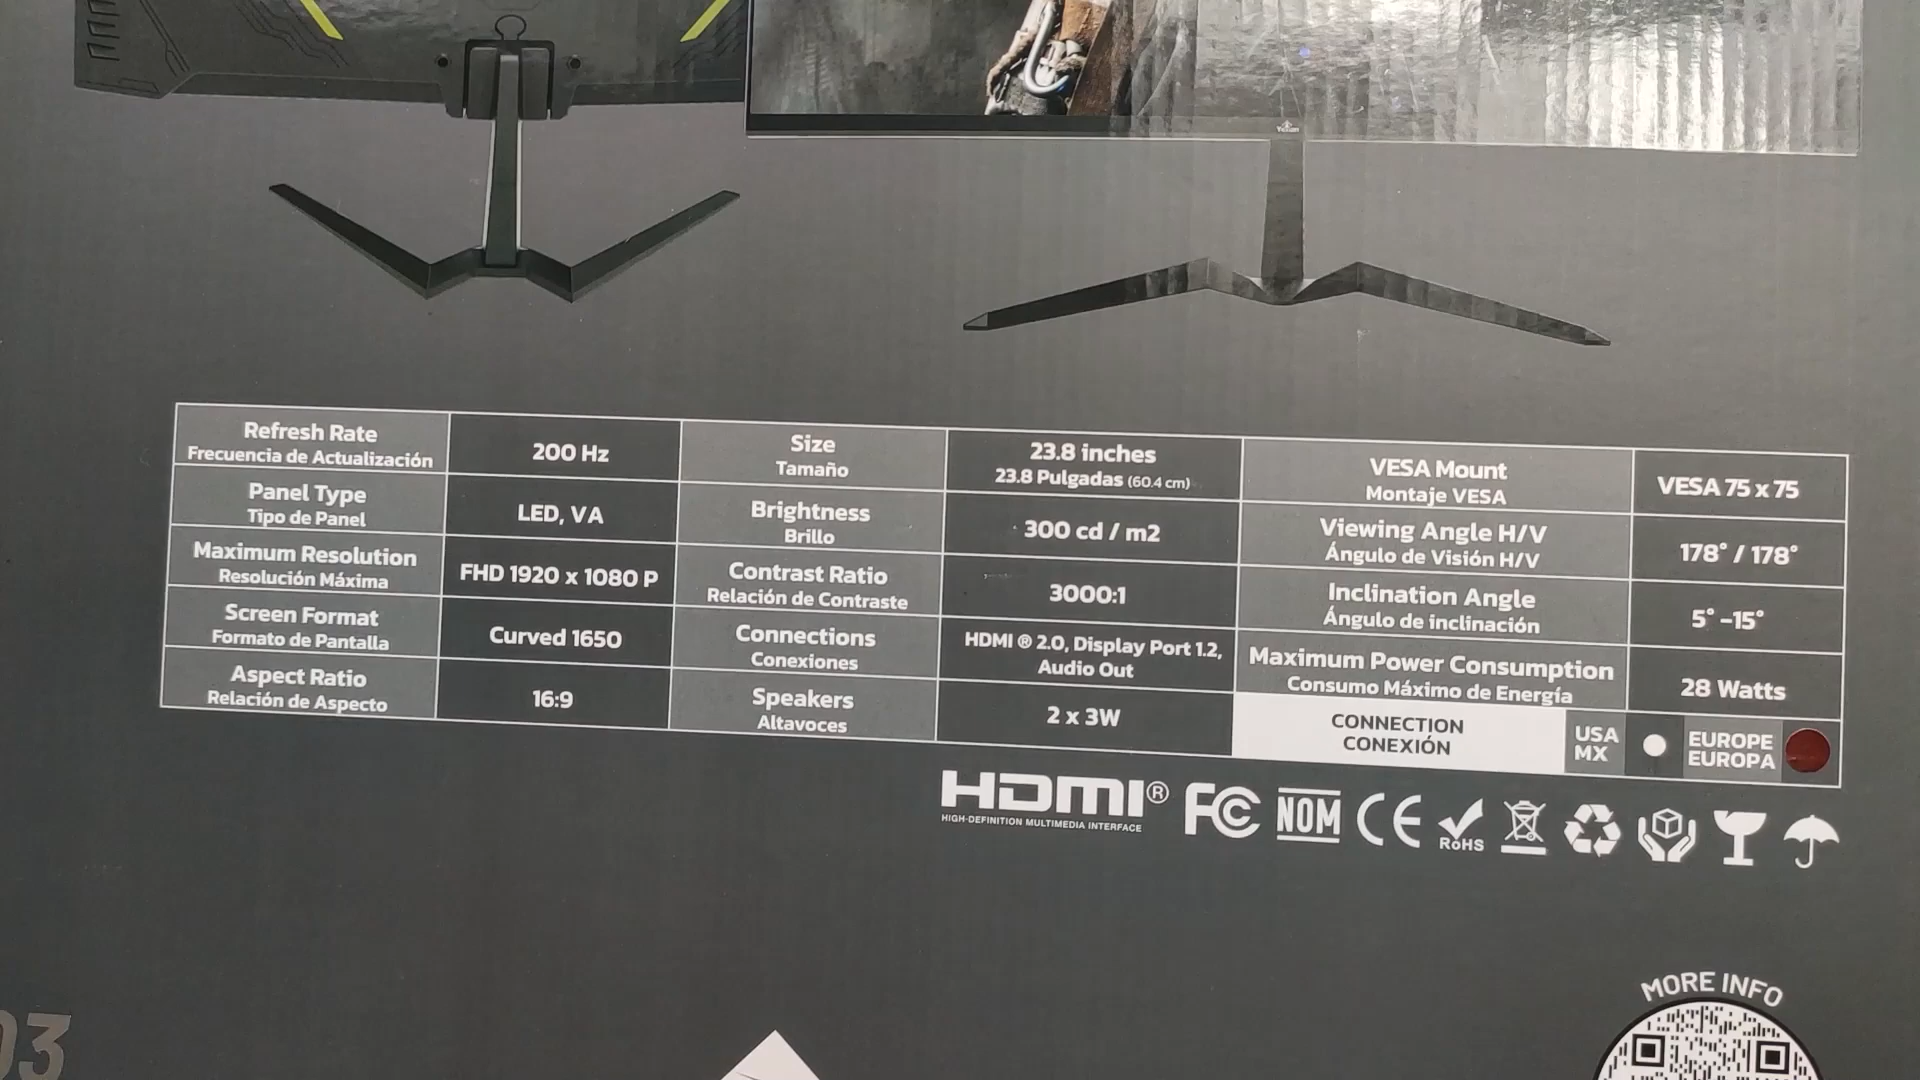 Yeyian
Refresh Rate
Frecuencia de Actualización
200 Hz
Size
Tamaño
23.8 inches
23.8 Pulgadas (60.4 cm)
VESA Mount
Montaje VESA
VESA 75 x 75
Panel Type
Tipo de Panel
LED, VA
Brightness
Brillo
300 cd / m2
Viewing Angle H/V
Ángulo de Visión H/V
178° / 178°
Maximum Resolution
Resolución Máxima
FHD 1920 x 1080 P
Contrast Ratio
Relación de Contraste
3000:1
Inclination Angle
Ángulo de inclinación
5° -15°
Screen Format
Formato de Pantalla
Curved 1650
Connections
Conexiones
HDMI ® 2.0, Display Port 1.2,
Audio Out
Maximum Power Consumption
Consumo Máximo de Energía
28 Watts
Aspect Ratio
Relación de Aspecto
16:9
Speakers
Altavoces
2 x 3W
CONNECTION
CONEXIÓN
USA
MX
EUROPE
EUROPA
HDMI®
HIGH-DEFINITION MULTIMEDIA INTERFACE
FC
NOM
CE
RoHS
MORE INFO
03